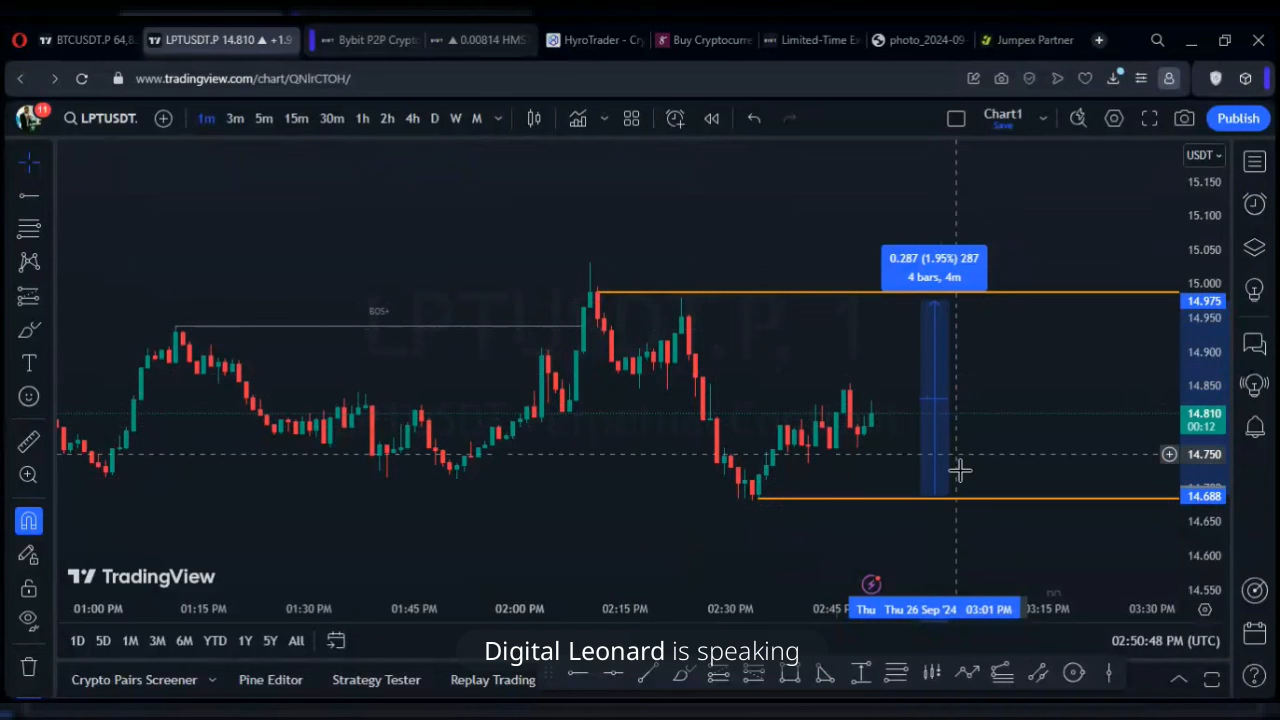 BTCUSDT.P 64,8
LPTUSDT.P 14.810 ▲ +1.9
Bybit P2P Crypto
▲ 0.00814 HMS
HyroTrader - Cr
Buy Cryptocurre
Limited-Time E
photo_2024-09-
Jumpex Partner
www.tradingview.com/chart/QNlrCTOH/
11
LPTUSDT.
1m 3m 5m 15m 30m 1h 2h 4h D W M
Chart1
Save
Publish
USDT
15.150
15.100
15.050
15.000
14.975
14.950
14.900
14.850
14.810
00:12
14.750
14.688
14.650
14.600
14.550
0.287 (1.95%) 287
4 bars, 4m
BOS+
LPTUSDT.P, 1
TradingView
01:00 PM 01:15 PM 01:30 PM 01:45 PM 02:00 PM 02:15 PM 02:30 PM 02:45 P Thu Thu 26 Sep '24 03:01 PM 03:15 PM 03:30 PM
1D 5D 1M 3M 6M YTD 1Y 5Y All
02:50:48 PM (UTC)
Digital Leonard is speaking
Crypto Pairs Screener Pine Editor Strategy Tester Replay Trading